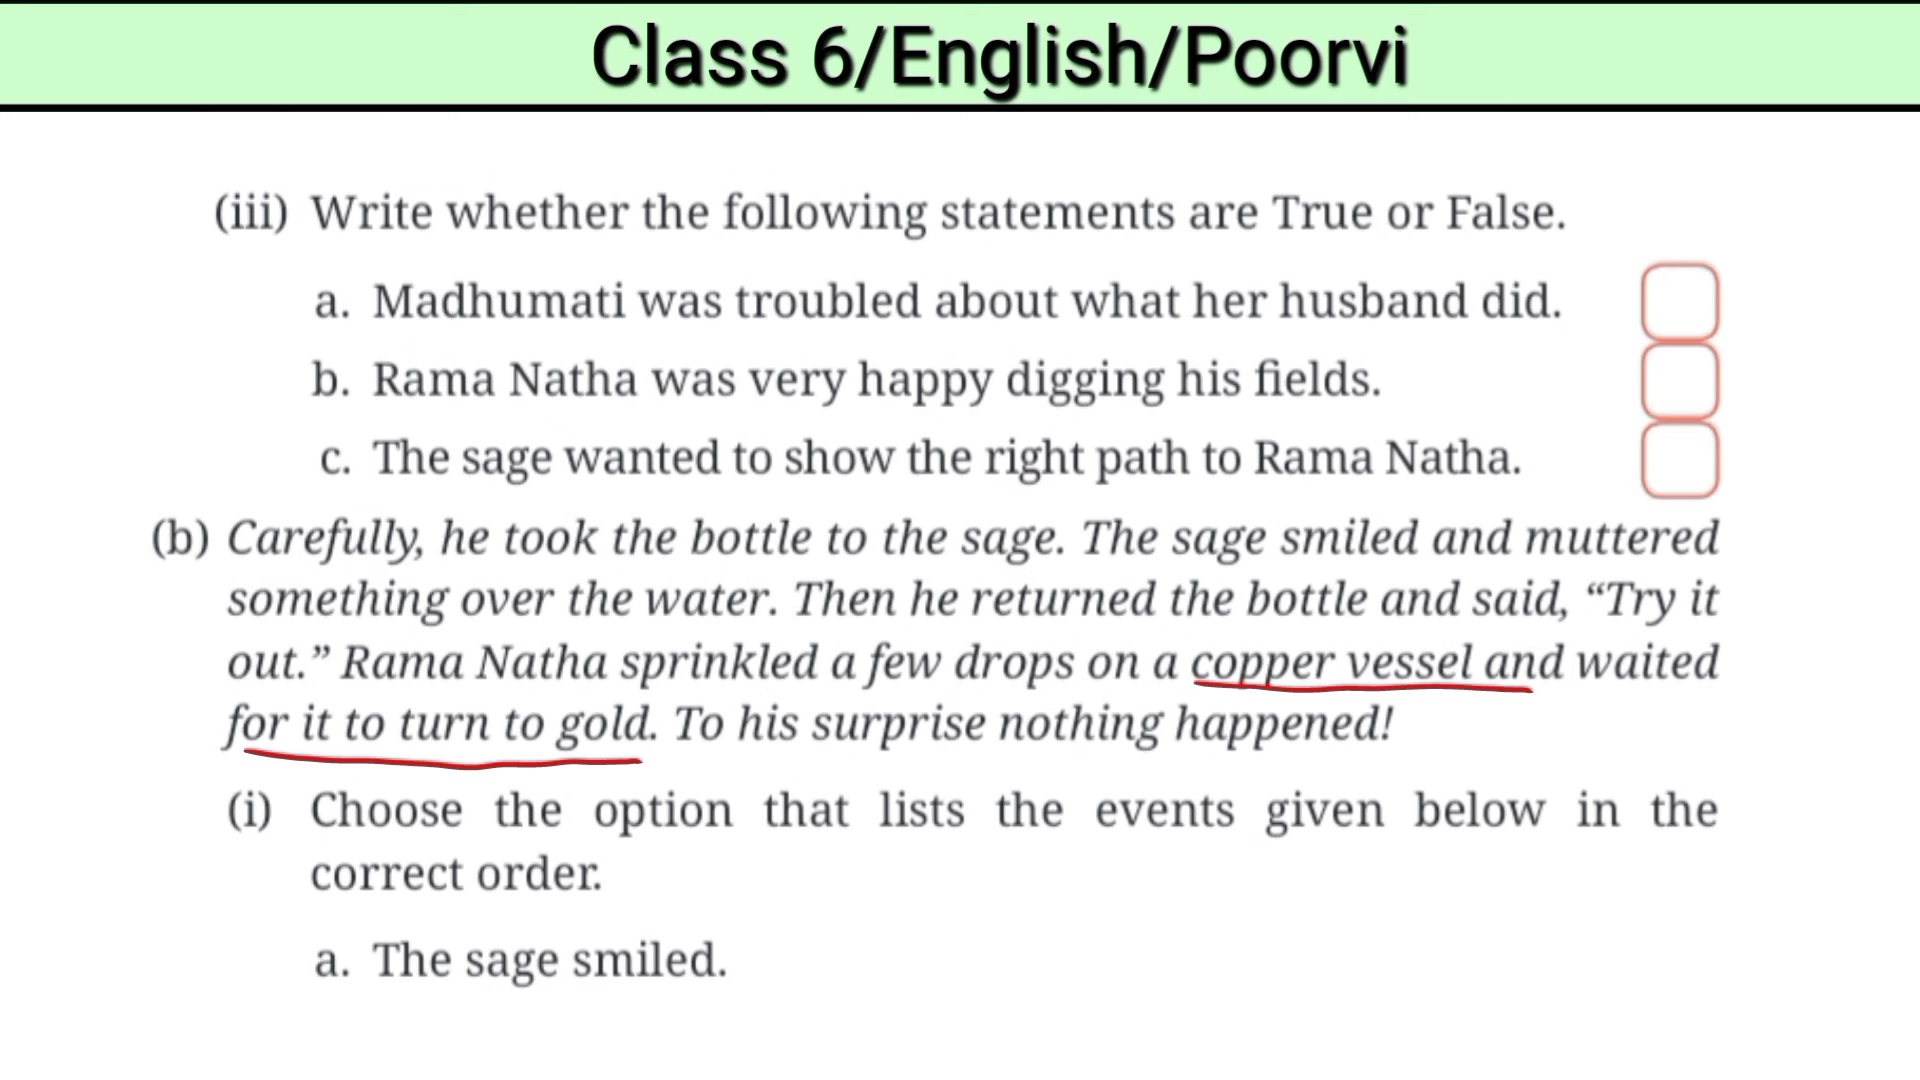 Class 6/English/Poorvi
(iii) Write whether the following statements are True or False.
a. Madhumati was troubled about what her husband did.
b. Rama Natha was very happy digging his fields.
c. The sage wanted to show the right path to Rama Natha.
(b) Carefully, he took the bottle to the sage. The sage smiled and muttered
something over the water. Then he returned the bottle and said, “Try it
out.” Rama Natha sprinkled a few drops on a copper vessel and waited
for it to turn to gold. To his surprise nothing happened!
(i) Choose the option that lists the events given below in the
correct order.
a. The sage smiled.